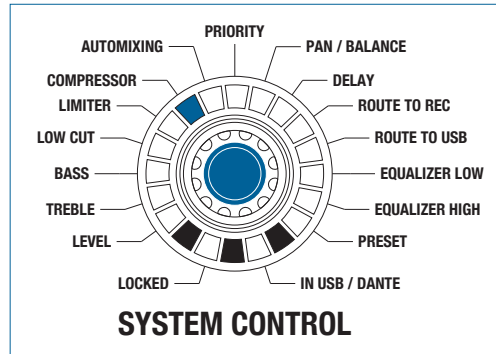 PRIORITY
AUTOMIXING
PAN / BALANCE
COMPRESSOR
DELAY
LIMITER
ROUTE TO REC
LOW CUT
ROUTE TO USB
BASS
EQUALIZER LOW
TREBLE
EQUALIZER HIGH
LEVEL
PRESET
LOCKED
IN USB / DANTE
SYSTEM CONTROL